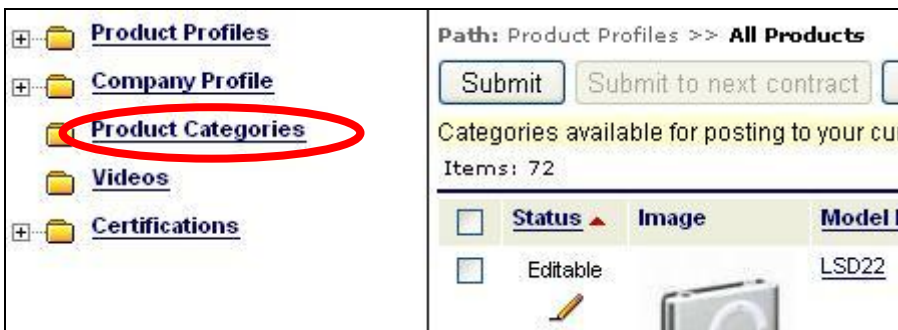 Product Profiles
Company Profile
Product Categories
Videos
Certifications
Path: Product Profiles >> All Products
Submit Submit to next contract
Categories available for posting to your
Items: 72
Status Image Model
Editable LSD22